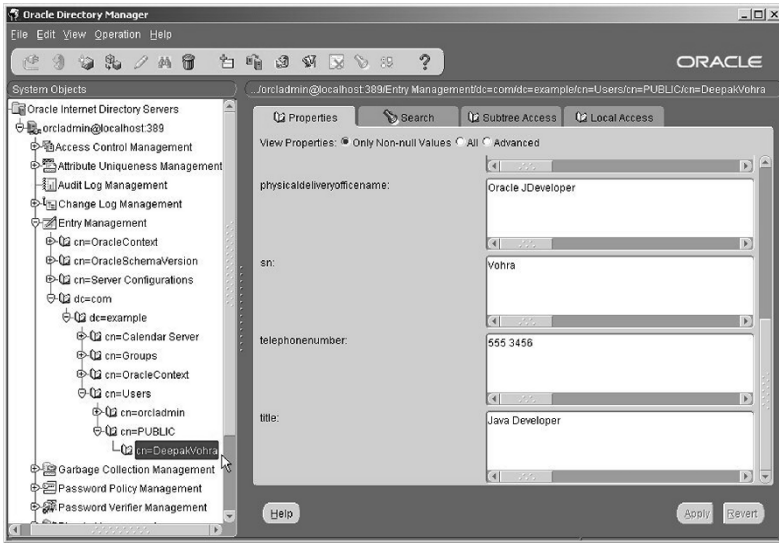 Oracle Directory Manager
File Edit View Operation Help
ORACLE
System Objects
.../orcladmin@localhost:389/Entry Management/dc=com/dc=example/cn=Users/cn=PUBLIC/cn=DeepakVohra
Oracle Internet Directory Servers
orcladmin@localhost:389
Access Control Management
Attribute Uniqueness Management
Audit Log Management
Change Log Management
Entry Management
cn=OracleContext
cn=OracleSchemaVersion
cn=Server Configurations
dc=com
dc=example
cn=Calendar Server
cn=Groups
cn=OracleContext
cn=Users
cn=orcladmin
cn=PUBLIC
cn=DeepakVohra
Garbage Collection Management
Password Policy Management
Password Verifier Management
Properties Search Subtree Access Local Access
View Properties: Only Non-null Values All Advanced
physicaldeliveryofficename:
Oracle JDeveloper
sn:
Vohra
telephonenumber:
555 3456
title:
Java Developer
Help Apply Revert